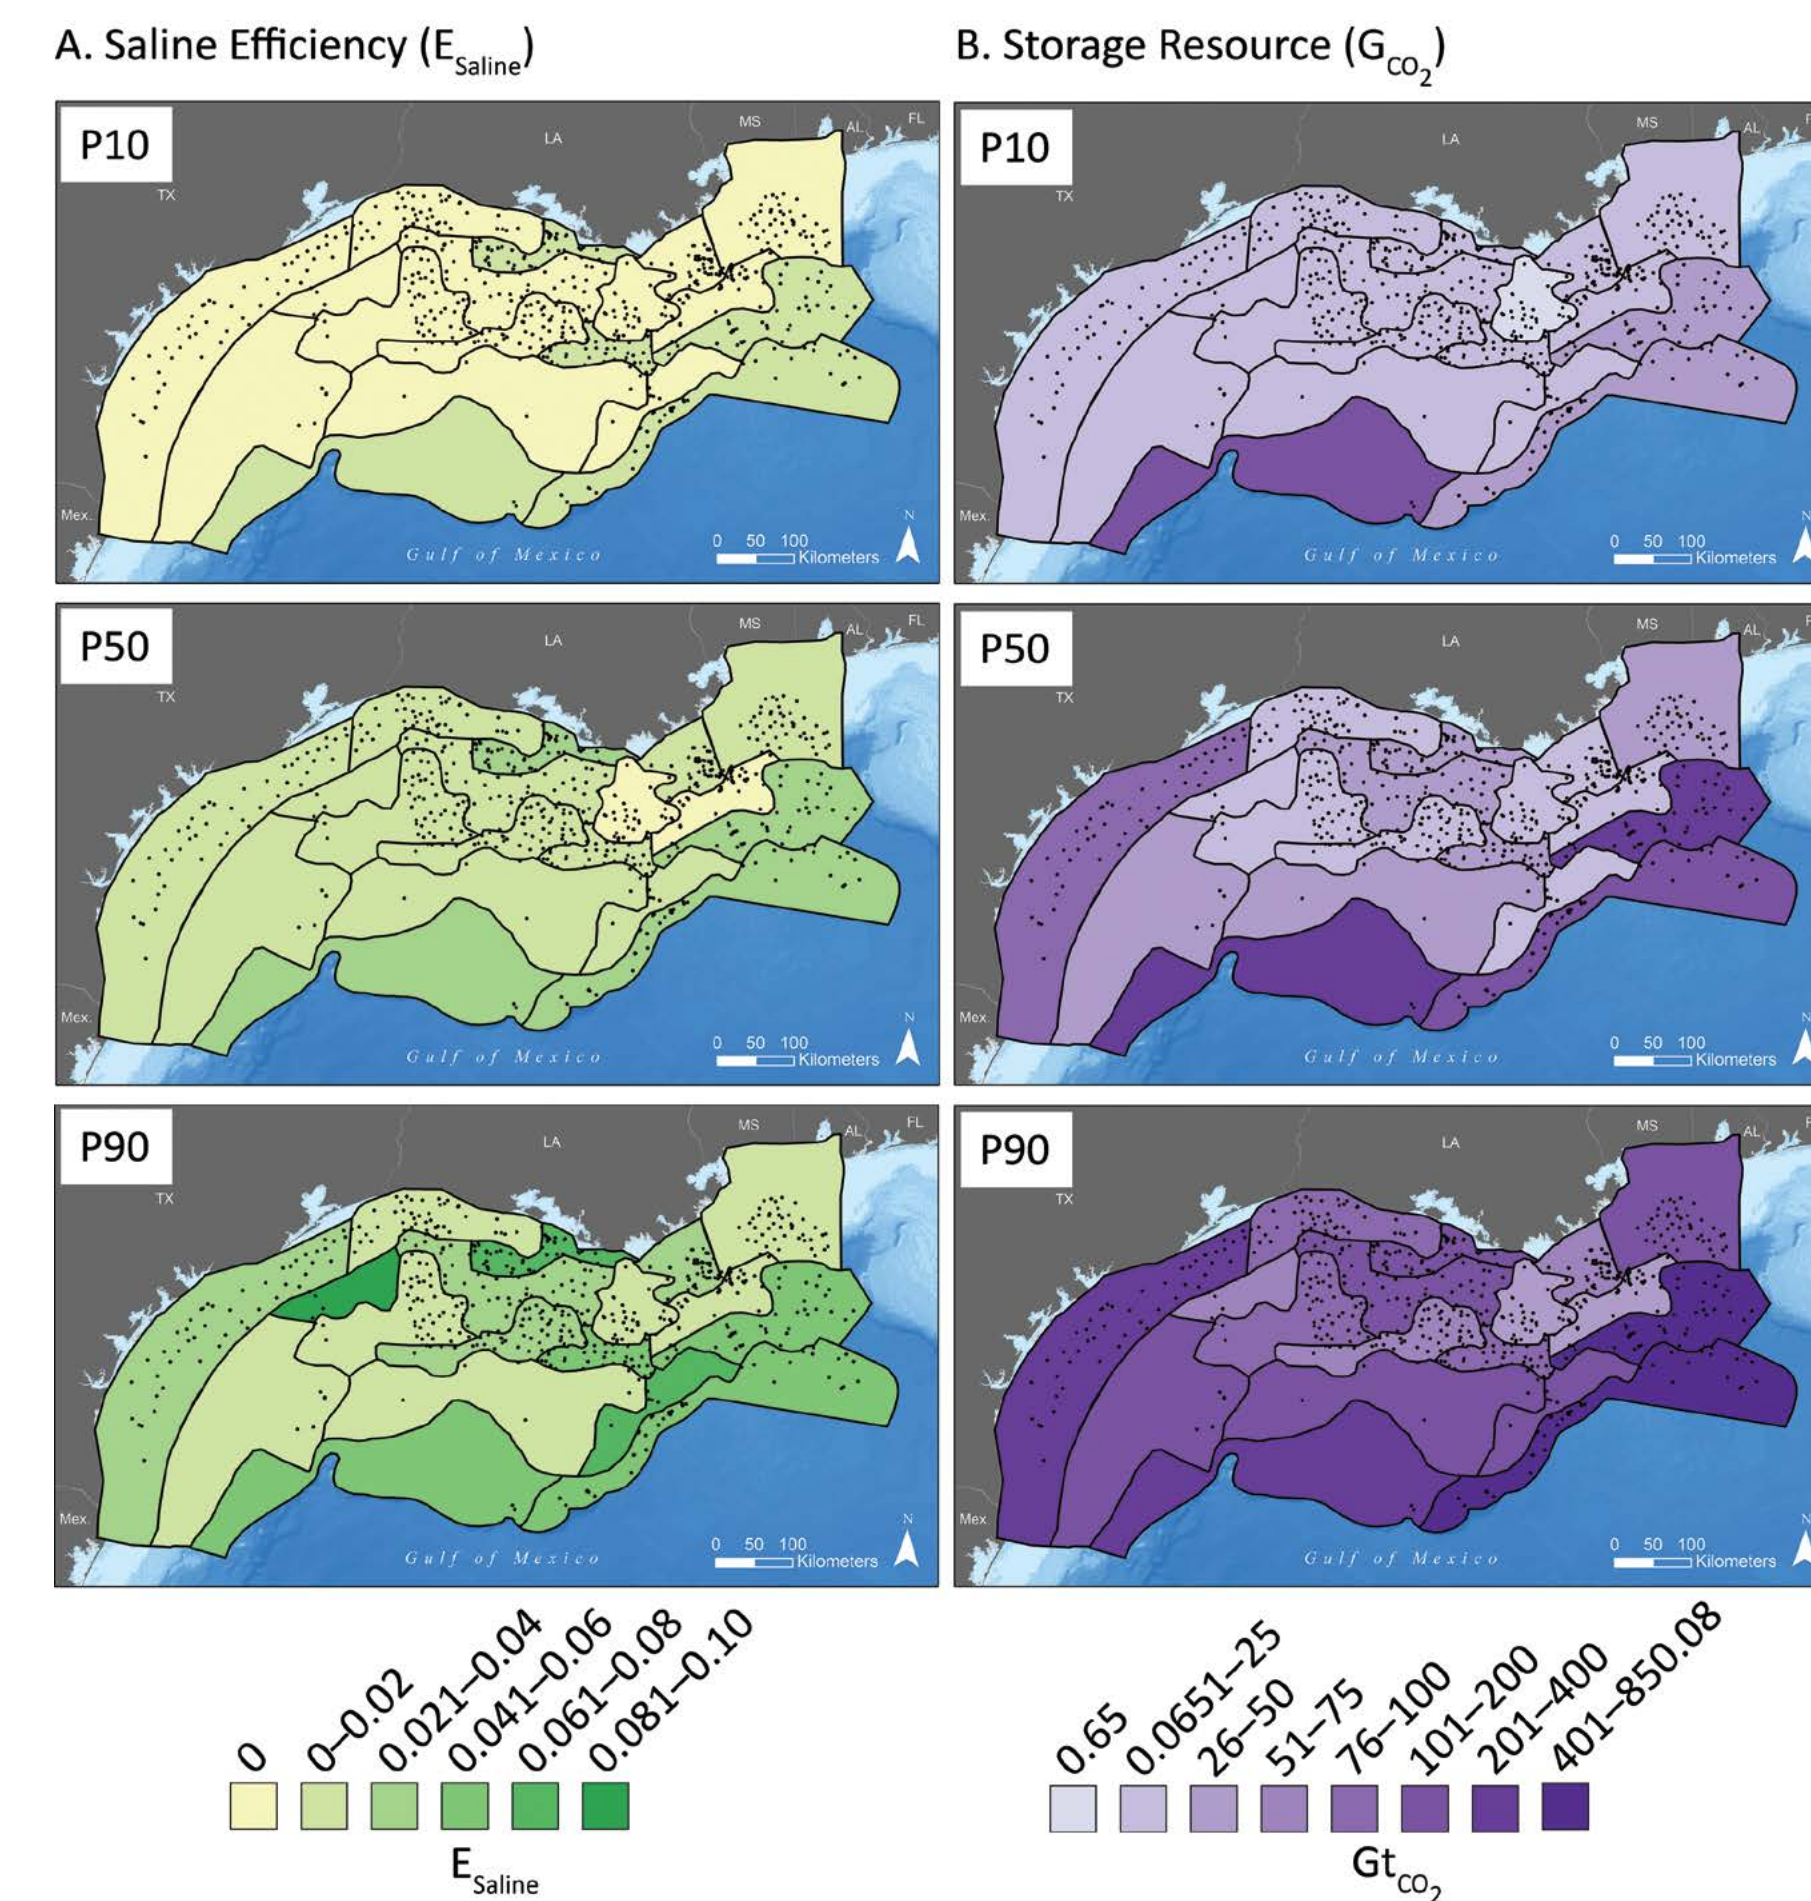 A. Saline Efficiency (E_Saline)
B. Storage Resource (G_CO2)
P10
TX
LA
MS
AL
FL
Mex.
Gulf of Mexico
N
0 50 100
Kilometers
P10
TX
LA
MS
AL
Mex.
Gulf of Mexico
N
0 50 100
Kilometers
P50
TX
LA
MS
AL
FL
Mex.
Gulf of Mexico
N
0 50 100
Kilometers
P50
TX
LA
MS
AL
Mex.
Gulf of Mexico
N
0 50 100
Kilometers
P90
TX
LA
MS
AL
FL
Mex.
Gulf of Mexico
N
0 50 100
Kilometers
P90
TX
LA
MS
AL
Mex.
Gulf of Mexico
N
0 50 100
Kilometers
0
0–0.02
0.021–0.04
0.041–0.06
0.061–0.08
0.081–0.10
E_Saline
0.65
0.0651–25
26–50
51–75
76–100
101–200
201–400
401–850.08
Gt_CO2